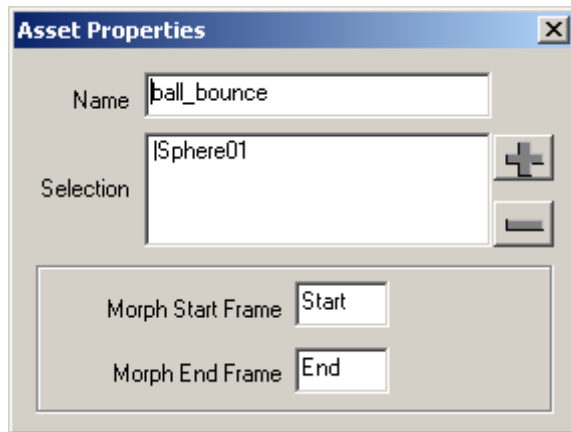 Asset Properties
Name ball_bounce
Selection |Sphere01
Morph Start Frame Start
Morph End Frame End